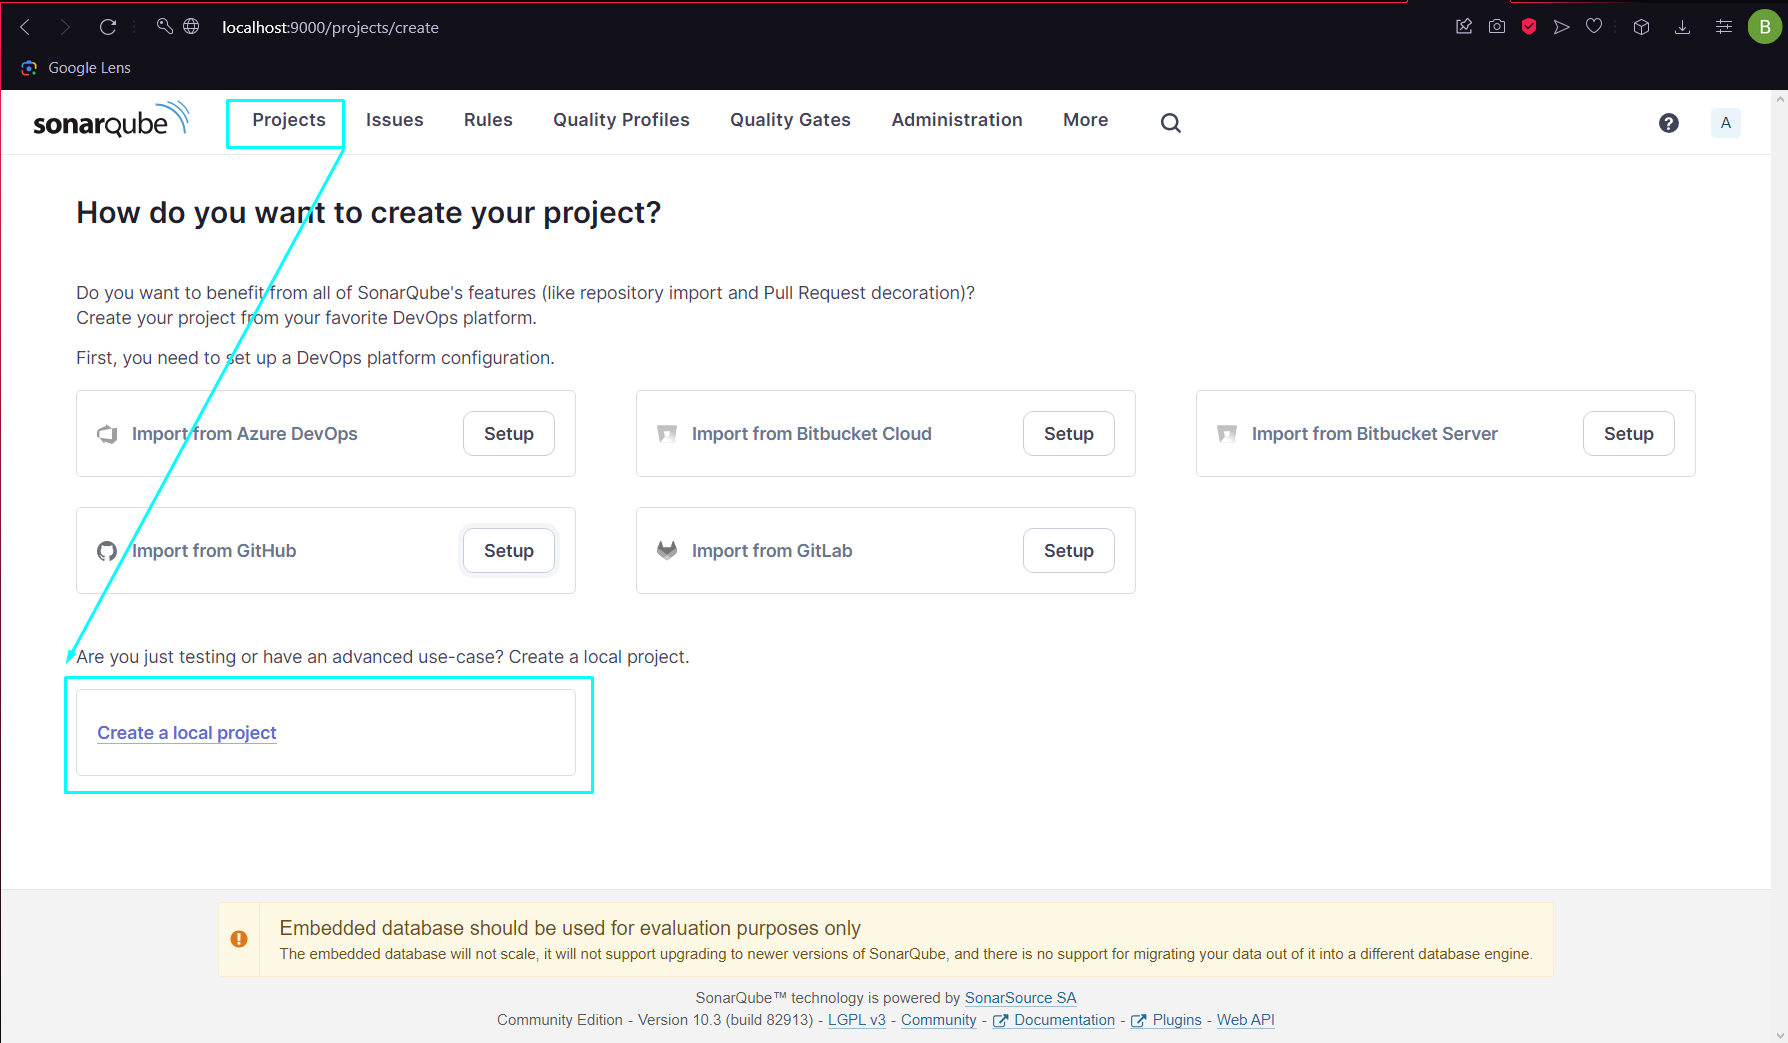 localhost:9000/projects/create
B
Google Lens
sonarqube
Projects
Issues
Rules
Quality Profiles
Quality Gates
Administration
More
?
A
How do you want to create your project?
Do you want to benefit from all of SonarQube's features (like repository import and Pull Request decoration)?
Create your project from your favorite DevOps platform.
First, you need to set up a DevOps platform configuration.
Import from Azure DevOps
Setup
Import from Bitbucket Cloud
Setup
Import from Bitbucket Server
Setup
Import from GitHub
Setup
Import from GitLab
Setup
Are you just testing or have an advanced use-case? Create a local project.
Create a local project
Embedded database should be used for evaluation purposes only
The embedded database will not scale, it will not support upgrading to newer versions of SonarQube, and there is no support for migrating your data out of it into a different database engine.
SonarQube™ technology is powered by SonarSource SA
Community Edition - Version 10.3 (build 82913) - LGPL v3 - Community - Documentation - Plugins - Web API